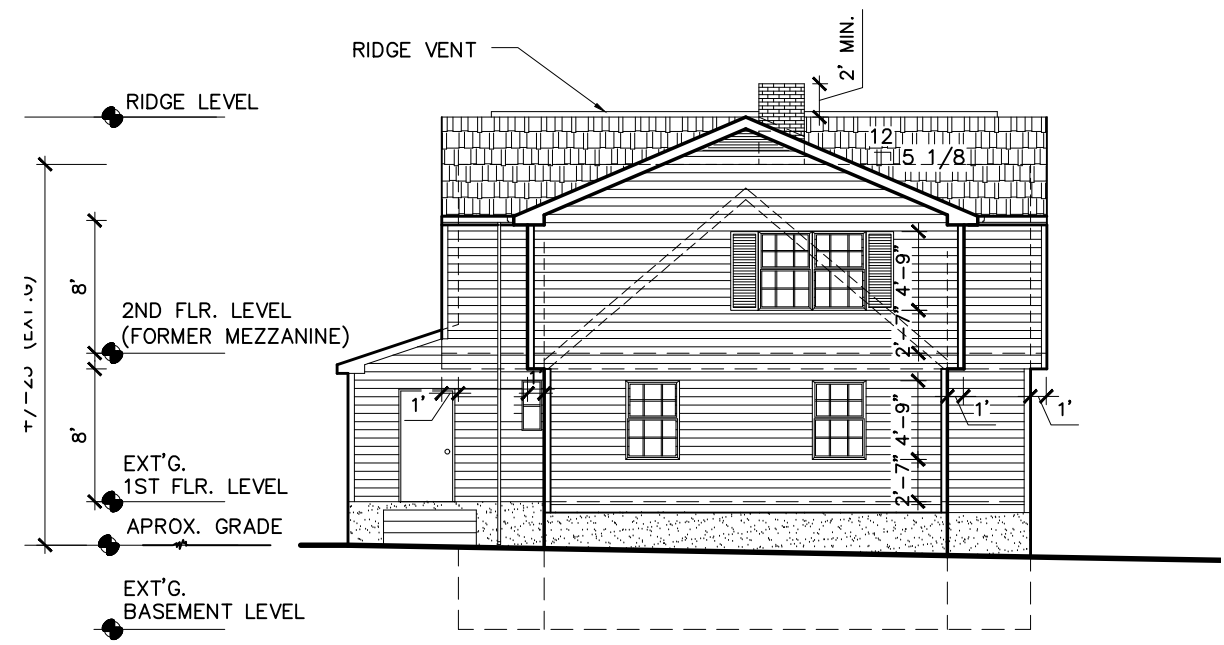 2' MIN.
RIDGE VENT
RIDGE LEVEL
12
5 1/8
8'
4'-9"
2'-7"
2ND FLR. LEVEL
(FORMER MEZZANINE)
1'
1'
1'
8'
4'-9"
2'-7"
EXT'G.
1ST FLR. LEVEL
APROX. GRADE
EXT'G.
BASEMENT LEVEL